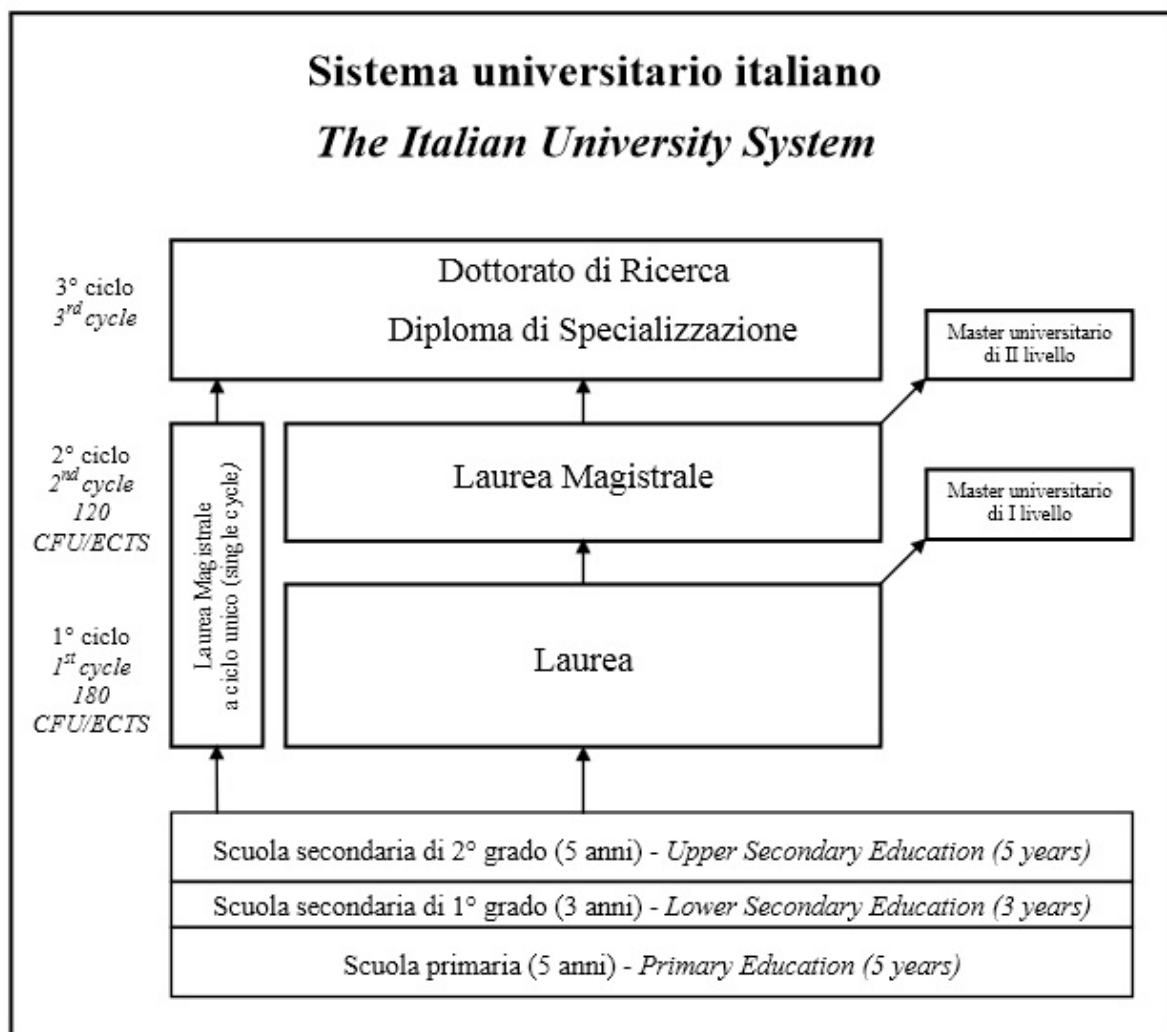 Sistema universitario italiano
The Italian University System
3° ciclo
3rd cycle
Dottorato di Ricerca
Diploma di Specializzazione
Master universitario
di II livello
2° ciclo
2nd cycle
120
CFU/ECTS
Laurea Magistrale
a ciclo unico (single cycle)
Laurea Magistrale
Master universitario
di I livello
1° ciclo
1st cycle
180
CFU/ECTS
Laurea
Scuola secondaria di 2° grado (5 anni) - Upper Secondary Education (5 years)
Scuola secondaria di 1° grado (3 anni) - Lower Secondary Education (3 years)
Scuola primaria (5 anni) - Primary Education (5 years)